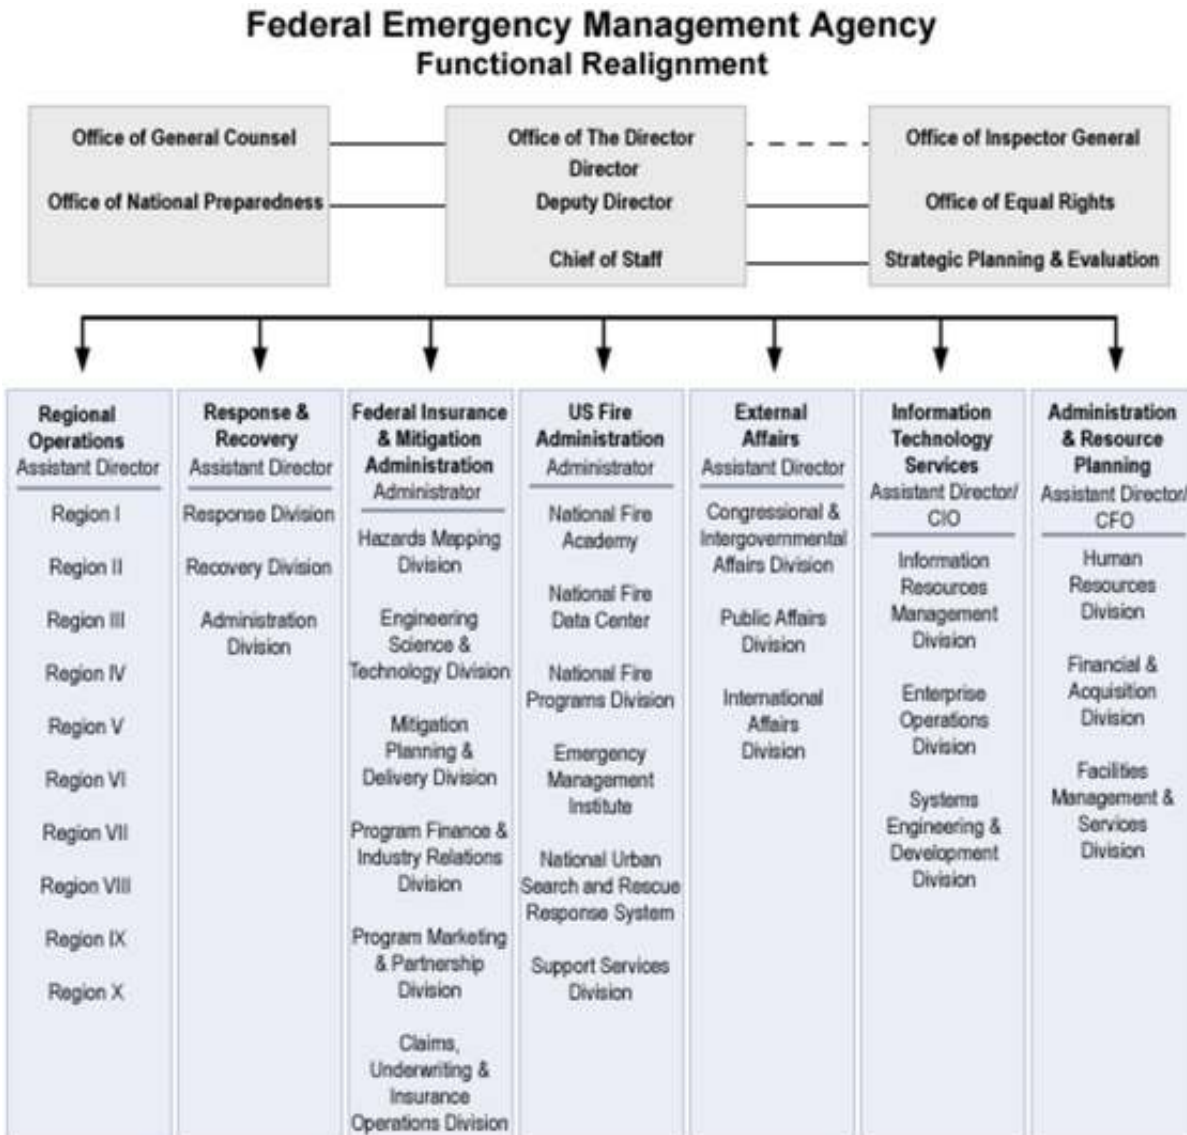 Federal Emergency Management Agency
Functional Realignment
Office of General Counsel
Office of National Preparedness
Office of The Director
Director
Deputy Director
Chief of Staff
Office of Inspector General
Office of Equal Rights
Strategic Planning & Evaluation
Regional
Operations
Assistant Director
Region I
Region II
Region III
Region IV
Region V
Region VI
Region VII
Region VIII
Region IX
Region X
Response &
Recovery
Assistant Director
Response Division
Recovery Division
Administration
Division
Federal Insurance
& Mitigation
Administration
Administrator
Hazards Mapping
Division
Engineering
Science &
Technology Division
Mitigation
Planning &
Delivery Division
Program Finance &
Industry Relations
Division
Program Marketing
& Partnership
Division
Claims,
Underwriting &
Insurance
Operations Division
US Fire
Administration
Administrator
National Fire
Academy
National Fire
Data Center
National Fire
Programs Division
Emergency
Management
Institute
National Urban
Search and Rescue
Response System
Support Services
Division
External
Affairs
Assistant Director
Congressional &
Intergovernmental
Affairs Division
Public Affairs
Division
International
Affairs
Division
Information
Technology
Services
Assistant Director/
CIO
Information
Resources
Management
Division
Enterprise
Operations
Division
Systems
Engineering &
Development
Division
Administration
& Resource
Planning
Assistant Director/
CFO
Human
Resources
Division
Financial &
Acquisition
Division
Facilities
Management &
Services
Division